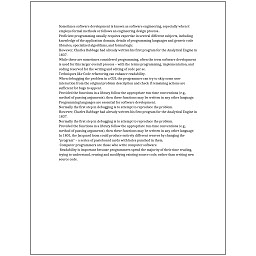 Sometimes software development is known as software engineering, especially when it
employs formal methods or follows an engineering design process.
Proficient programming usually requires expertise in several different subjects, including
knowledge of the application domain, details of programming languages and generic code
libraries, specialized algorithms, and formal logic.
However, Charles Babbage had already written his first program for the Analytical Engine in
1837.
While these are sometimes considered programming, often the term software development
is used for this larger overall process – with the terms programming, implementation, and
coding reserved for the writing and editing of code per se.
Techniques like Code refactoring can enhance readability.
When debugging the problem in a GUI, the programmer can try to skip some user
interaction from the original problem description and check if remaining actions are
sufficient for bugs to appear.
Provided the functions in a library follow the appropriate run-time conventions (e.g.,
method of passing arguments), then these functions may be written in any other language.
Programming languages are essential for software development.
Normally the first step in debugging is to attempt to reproduce the problem.
However, Charles Babbage had already written his first program for the Analytical Engine in
1837.
Normally the first step in debugging is to attempt to reproduce the problem.
Provided the functions in a library follow the appropriate run-time conventions (e.g.,
method of passing arguments), then these functions may be written in any other language.
In 1801, the Jacquard loom could produce entirely different weaves by changing the
"program" – a series of pasteboard cards with holes punched in them.
Computer programmers are those who write computer software.
Readability is important because programmers spend the majority of their time reading,
trying to understand, reusing and modifying existing source code, rather than writing new
source code.